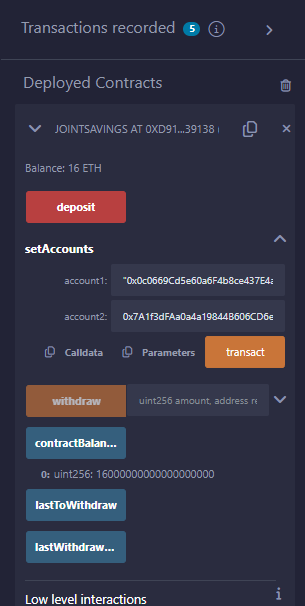 Transactions recorded 5 i
Deployed Contracts
JOINTSAVINGS AT 0XD91...39138 (
Balance: 16 ETH
deposit
setAccounts
account1: "0x0c0669Cd5e60a6F4b8ce437E4a
account2: 0x7A1f3dFAa0a4a198448606CD6e
Calldata Parameters transact
withdraw uint256 amount, address re
contractBalan...
0: uint256: 16000000000000000000
lastToWithdraw
lastWithdraw...
Low level interactions i